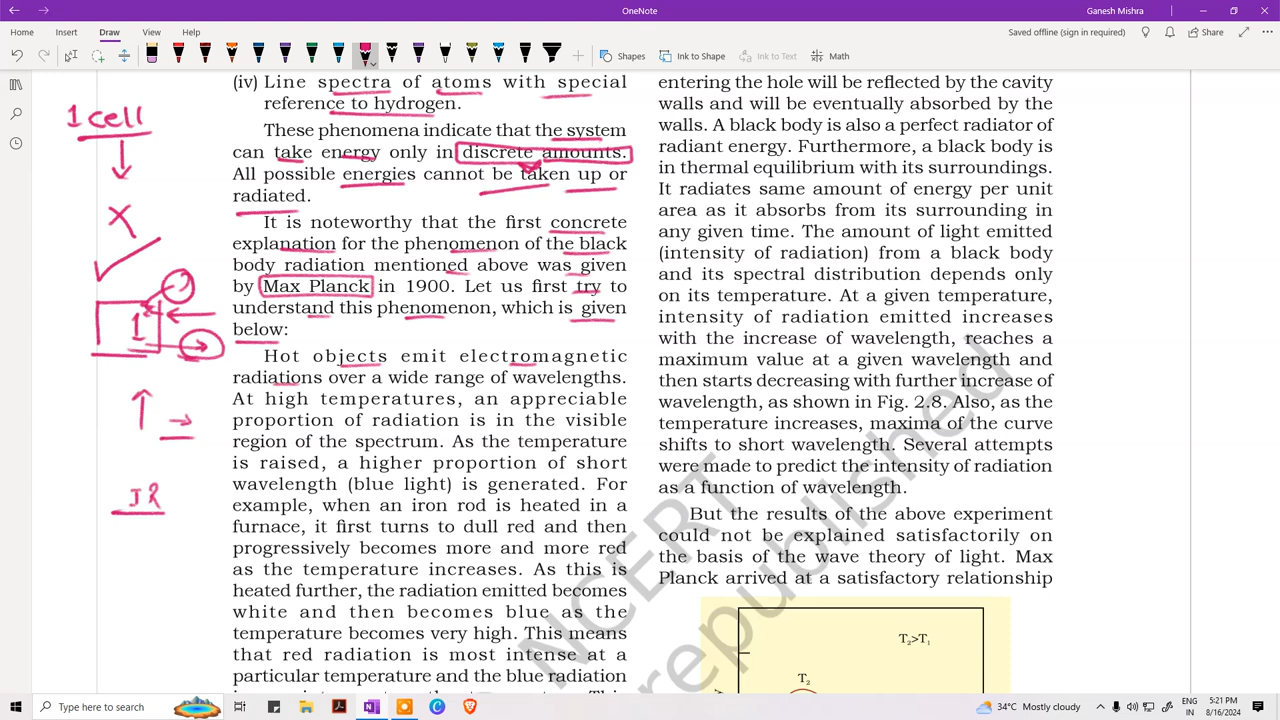 OneNote
Ganesh Mishra
Home Insert Draw View Help
Saved offline (sign in required)
Share
Shapes
Ink to Shape
Ink to Text
Math
1 cell
X
1
IR
(iv) Line spectra of atoms with special
reference to hydrogen.
These phenomena indicate that the system
can take energy only in discrete amounts.
All possible energies cannot be taken up or
radiated.
It is noteworthy that the first concrete
explanation for the phenomenon of the black
body radiation mentioned above was given
by Max Planck in 1900. Let us first try to
understand this phenomenon, which is given
below:
Hot objects emit electromagnetic
radiations over a wide range of wavelengths.
At high temperatures, an appreciable
proportion of radiation is in the visible
region of the spectrum. As the temperature
is raised, a higher proportion of short
wavelength (blue light) is generated. For
example, when an iron rod is heated in a
furnace, it first turns to dull red and then
progressively becomes more and more red
as the temperature increases. As this is
heated further, the radiation emitted becomes
white and then becomes blue as the
temperature becomes very high. This means
that red radiation is most intense at a
particular temperature and the blue radiation
entering the hole will be reflected by the cavity
walls and will be eventually absorbed by the
walls. A black body is also a perfect radiator of
radiant energy. Furthermore, a black body is
in thermal equilibrium with its surroundings.
It radiates same amount of energy per unit
area as it absorbs from its surrounding in
any given time. The amount of light emitted
(intensity of radiation) from a black body
and its spectral distribution depends only
on its temperature. At a given temperature,
intensity of radiation emitted increases
with the increase of wavelength, reaches a
maximum value at a given wavelength and
then starts decreasing with further increase of
wavelength, as shown in Fig. 2.8. Also, as the
temperature increases, maxima of the curve
shifts to short wavelength. Several attempts
were made to predict the intensity of radiation
as a function of wavelength.
But the results of the above experiment
could not be explained satisfactorily on
the basis of the wave theory of light. Max
Planck arrived at a satisfactory relationship
T₂>T₁
T₂
NCERT
republished
Type here to search
34°C Mostly cloudy
ENG
IN
5:21 PM
8/16/2024